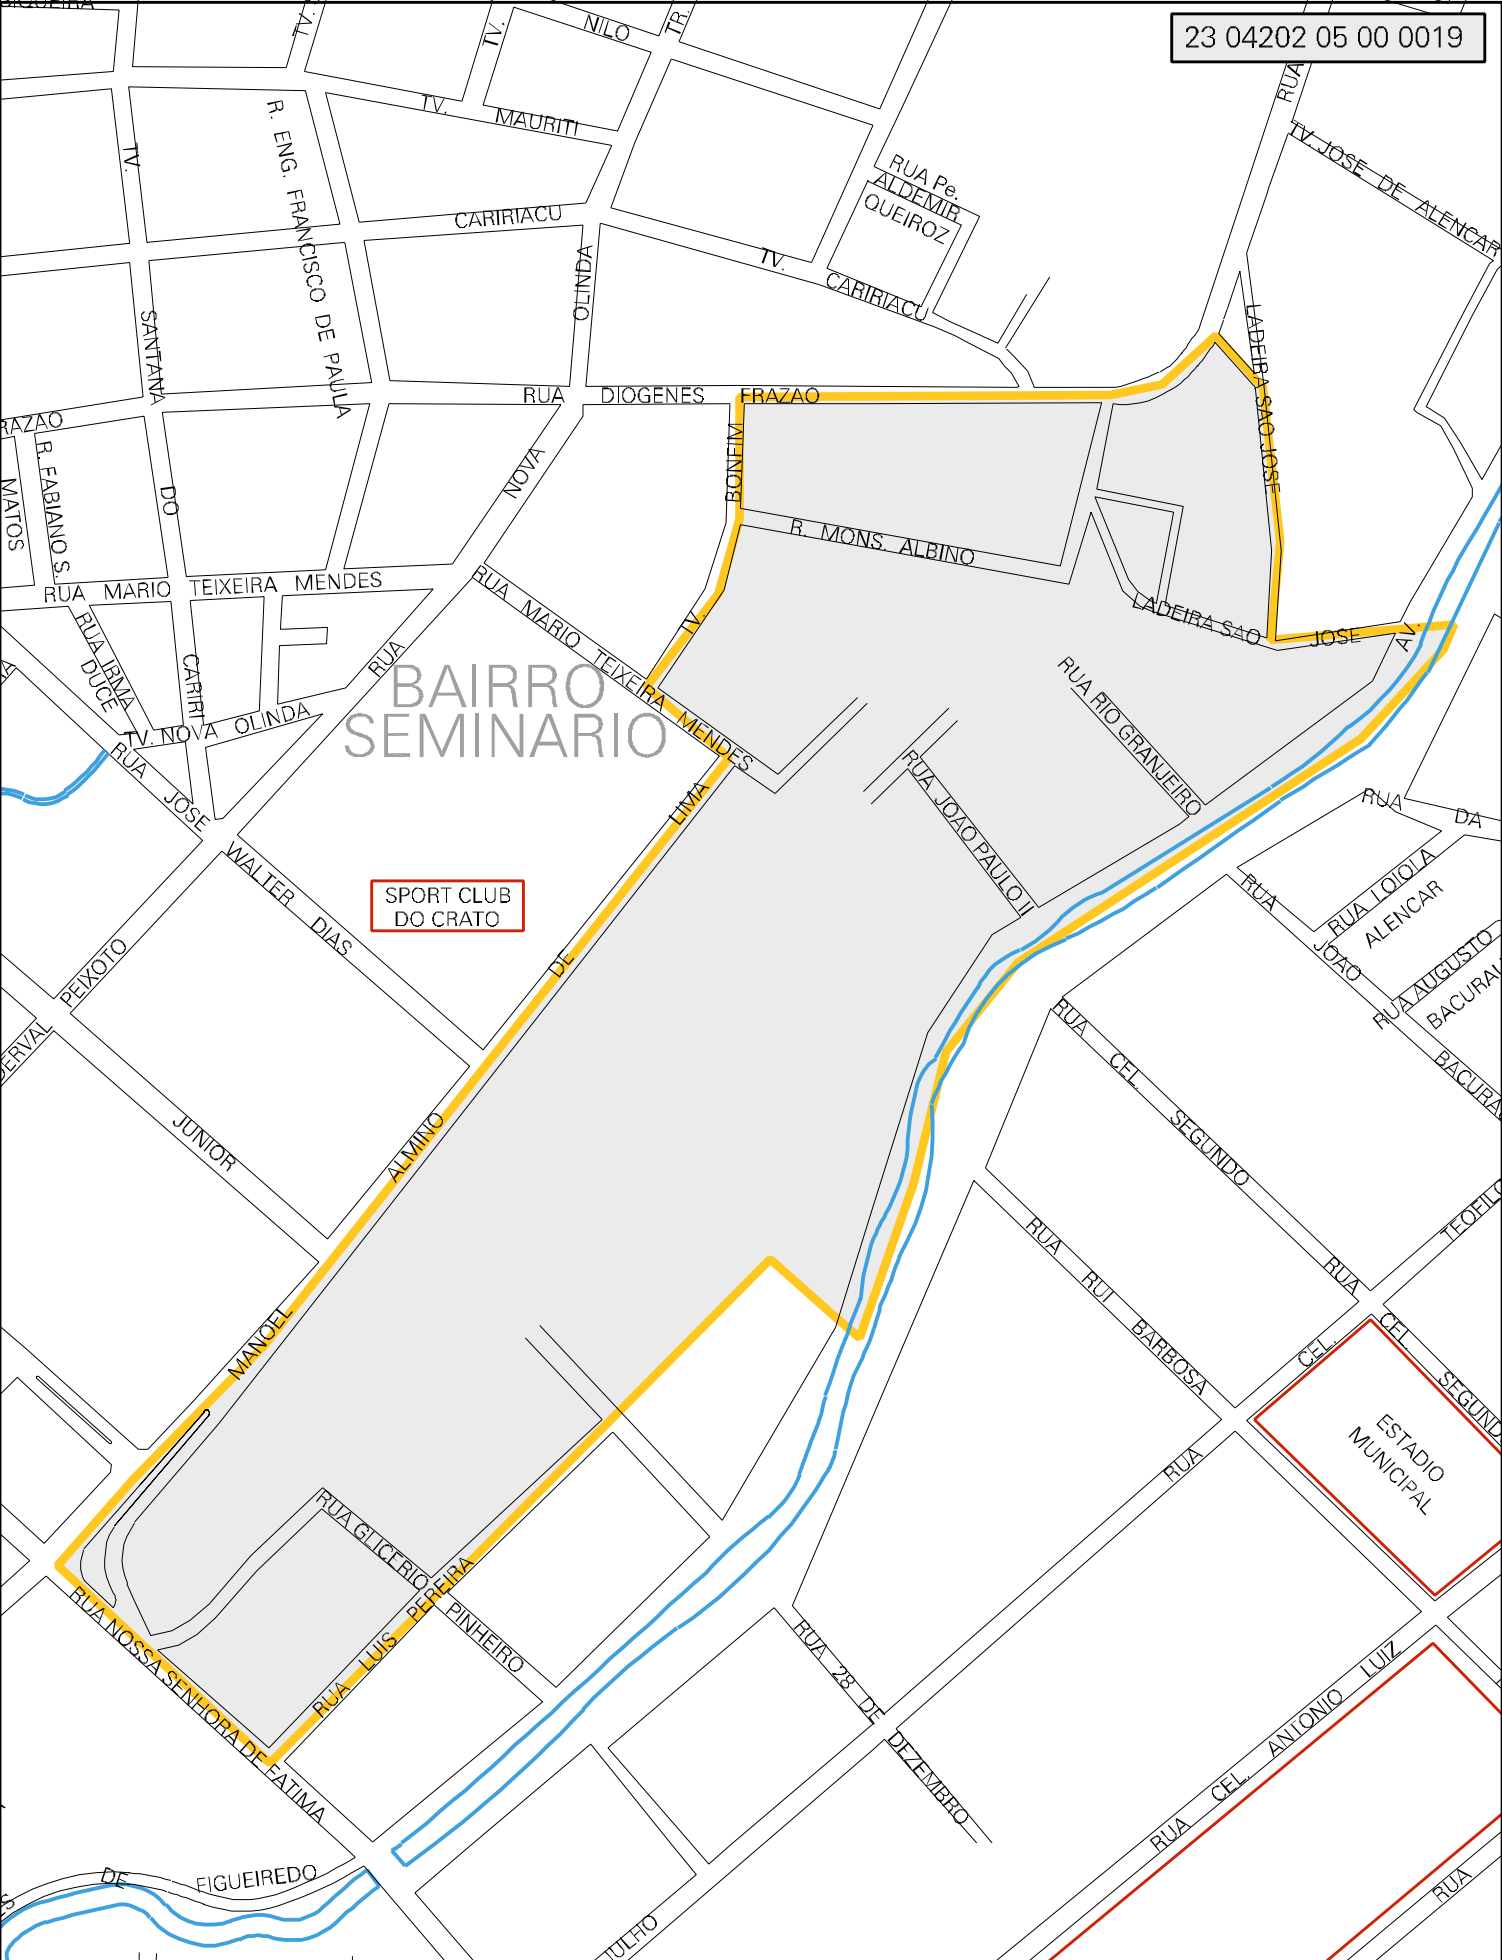 23 04202 05 00 0019
TV.
NILO
TR.
TV.
RUA
TV. JOSE DE ALENCAR
TV. MAURITI
TV.
SANTANA
DO
CARIRI
R. ENG. FRANCISCO DE PAULA
CARIRIACU
RUA Pe.
ALDEMIR
QUEIROZ
TV. CARIRIACU
OLINDA
NOVA
RUA
LADEIRA SAO JOSE
RUA DIOGENES FRAZAO
BONFIM
TV.
R. FABIANO S.
MATOS
R. MONS. ALBINO
RUA MARIO TEIXEIRA MENDES
RUA MARIO TEIXEIRA MENDES
LADEIRA SAO JOSE
AV.
RUA IRMA
DUCE
TV. NOVA OLINDA
BAIRRO
SEMINARIO
RUA RIO GRANJEIRO
RUA JOAO PAULO II
RUA JOSE
WALTER DIAS
PEIXOTO
JUNIOR
SPORT CLUB
DO CRATO
MANOEL ALMINO DE LIMA
RUA DA
RUA LOIOLA
ALENCAR
RUA JOAO
BACURAU
RUA AUGUSTO
RUA CEL. SEGUNDO
RUA
CEL.
TEOFILO
RUA RUI BARBOSA
CEL. SEGUNDO
RUA
ESTADIO
MUNICIPAL
RUA GLICERIO PINHEIRO
RUA LUIS PEREIRA
RUA NOSSA SENHORA DE FATIMA
RUA 28 DE
DEZEMBRO
RUA CEL. ANTONIO LUIZ
RUA
DE FIGUEIREDO